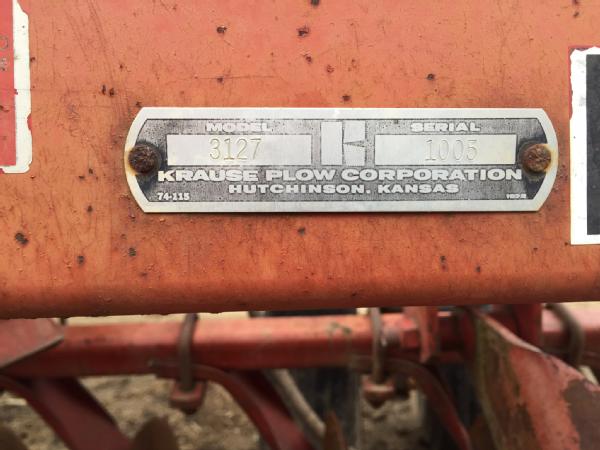 MODEL SERIAL
3127 K 1005
KRAUSE PLOW CORPORATION
HUTCHINSON, KANSAS
74-115